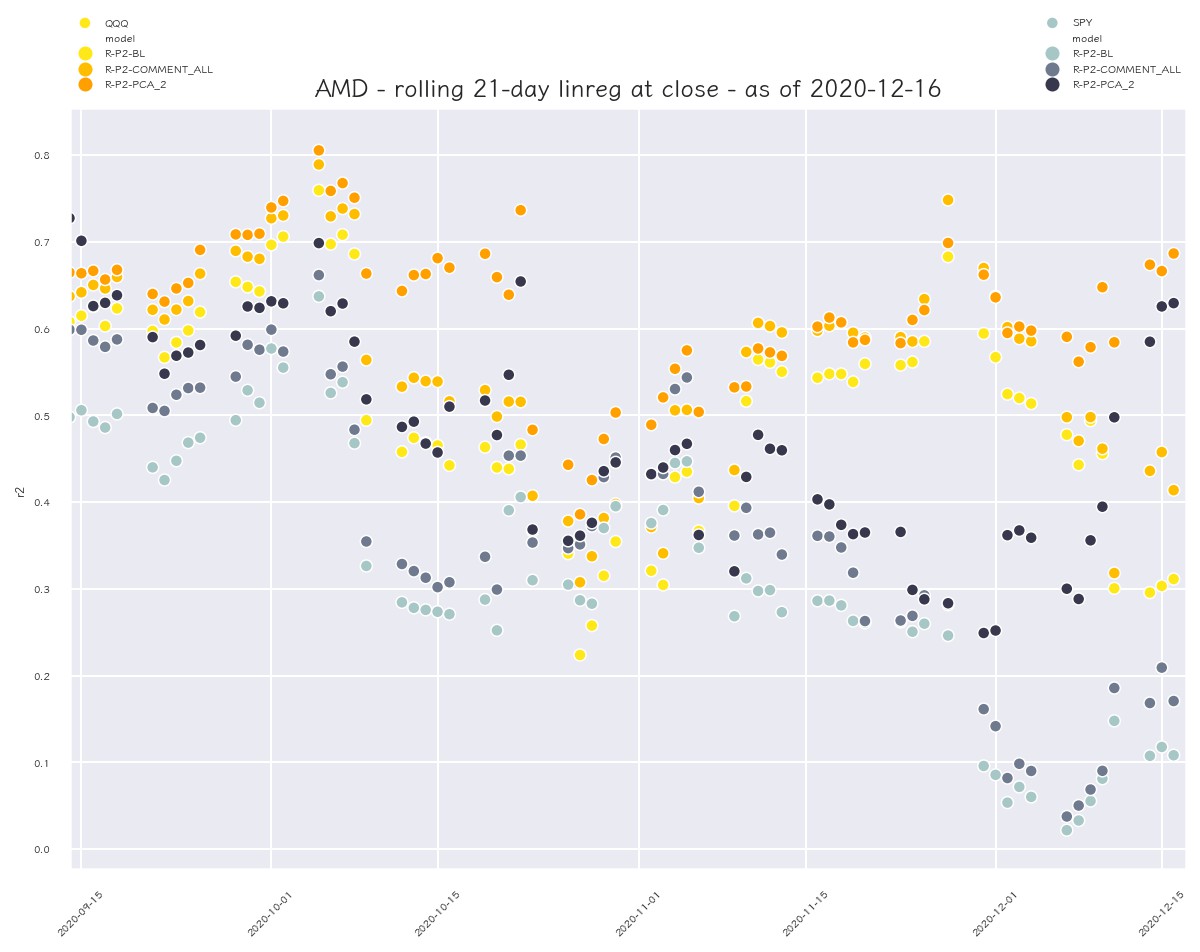 QQQ
model
R-P2-BL
R-P2-COMMENT_ALL
R-P2-PCA_2
SPY
model
R-P2-BL
R-P2-COMMENT_ALL
R-P2-PCA_2
AMD - rolling 21-day linreg at close - as of 2020-12-16
0.8
0.7
0.6
0.5
0.4
0.3
0.2
0.1
0.0
r2
2020-09-15
2020-10-01
2020-10-15
2020-11-01
2020-11-15
2020-12-01
2020-12-15